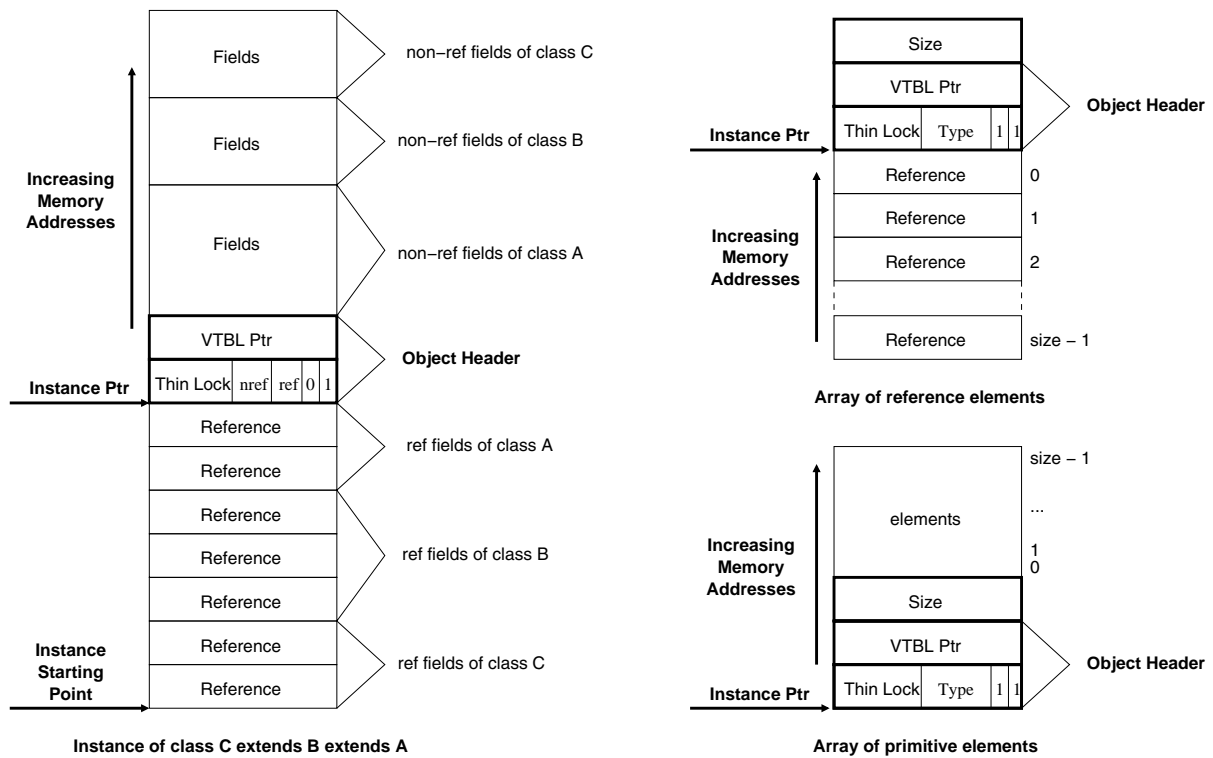 Fields
non−ref fields of class C
Fields
non−ref fields of class B
Increasing
Memory
Addresses
Fields
non−ref fields of class A
VTBL Ptr
Object Header
Instance Ptr
Thin Lock nref ref 0 1
Reference
ref fields of class A
Reference
Reference
Reference
ref fields of class B
Reference
Reference
ref fields of class C
Instance
Starting
Point
Reference
Instance of class C extends B extends A
Size
VTBL Ptr
Object Header
Instance Ptr
Thin Lock Type 1 1
Reference 0
Reference 1
Increasing
Memory
Addresses
Reference 2
Reference size − 1
Array of reference elements
size − 1
...
elements
1
0
Increasing
Memory
Addresses
Size
VTBL Ptr
Object Header
Instance Ptr
Thin Lock Type 1 1
Array of primitive elements